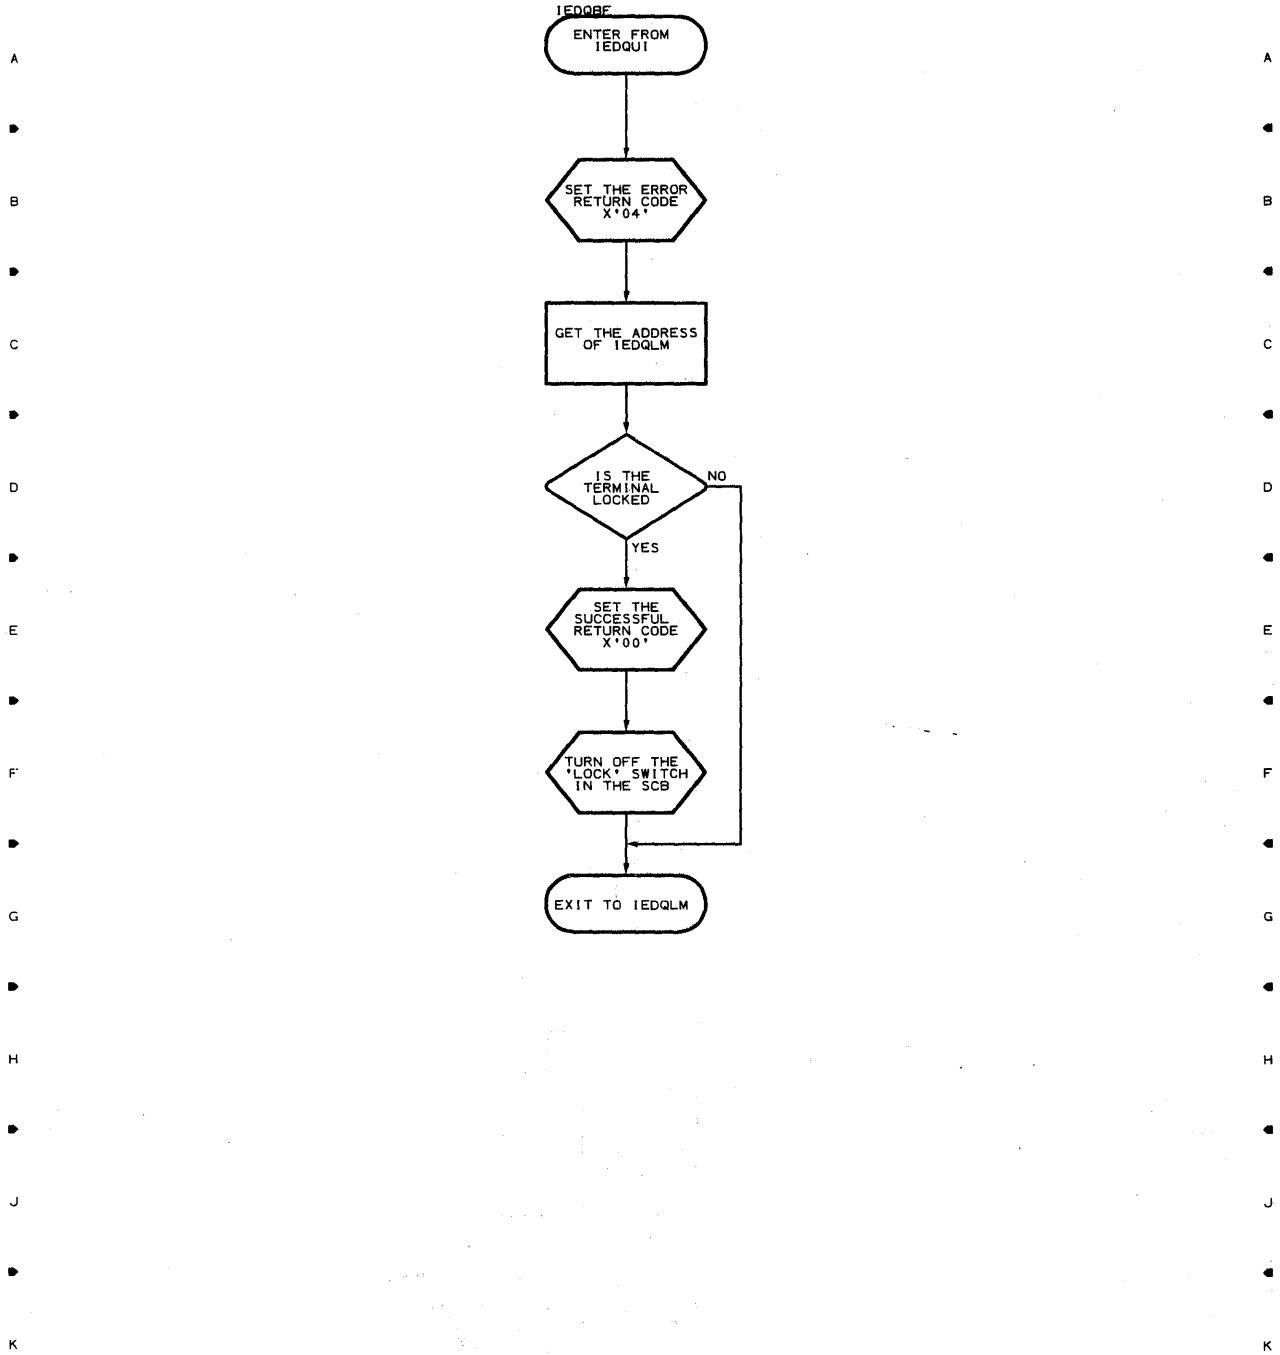 IEDQBF
ENTER FROM
IEDQUI
A
A
SET THE ERROR
RETURN CODE
X'04'
B
B
GET THE ADDRESS
OF IEDQLM
C
C
IS THE
TERMINAL
LOCKED
NO
D
D
YES
SET THE
SUCCESSFUL
RETURN CODE
X'00'
E
E
TURN OFF THE
'LOCK' SWITCH
IN THE SCB
F
F
EXIT TO IEDQLM
G
G
H
H
J
J
K
K